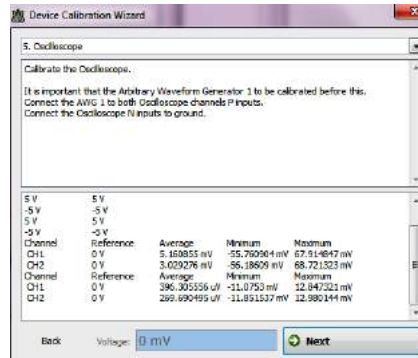 Device Calibration Wizard
5. Oscilloscope
Calibrate the Oscilloscope.
It is important that the Arbitrary Waveform Generator 1 to be calibrated before this.
Connect the AWG 1 to both Oscilloscope channels P inputs.
Connect the Oscilloscope N inputs to ground.
5 V 5 V
-5 V -5 V
5 V 5 V
-5 V -5 V
Channel Reference Average Minimum Maximum
CH1 0 V 5.160855 mV -55.760904 mV 67.914847 mV
CH2 0 V 3.029276 mV -56.18609 mV 68.721323 mV
Channel Reference Average Minimum Maximum
CH1 0 V 396.305556 uV -11.0753 mV 12.847321 mV
CH2 0 V 269.690495 uV -11.851537 mV 12.980144 mV
Back Voltage: 0 mV Next